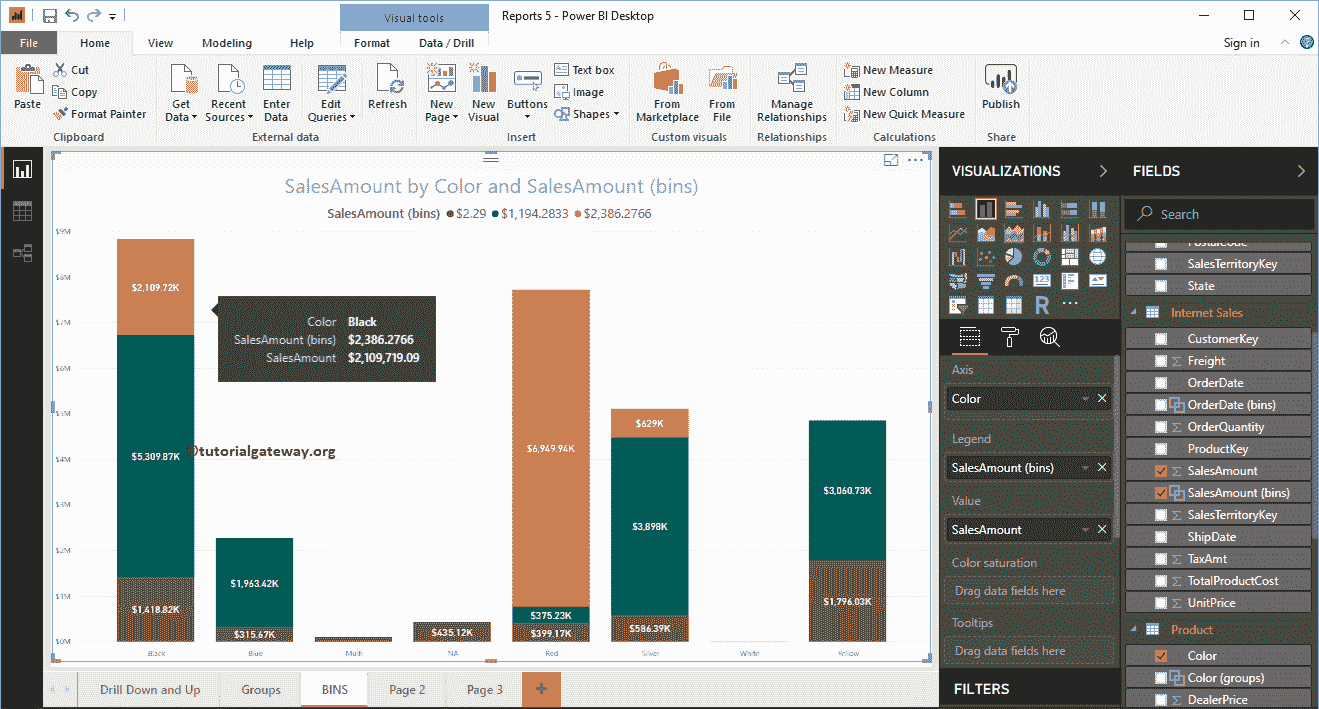 Visual tools
Reports 5 - Power BI Desktop
File Home View Modeling Help Format Data / Drill Sign in
Cut
Copy
Format Painter
Paste
Clipboard
Get Data
Recent Sources
Enter Data
Edit Queries
External data
Refresh
New Page
New Visual
Buttons
Text box
Image
Shapes
Insert
From Marketplace
From File
Custom visuals
Manage Relationships
Relationships
New Measure
New Column
New Quick Measure
Calculations
Publish
Share
SalesAmount by Color and SalesAmount (bins)
SalesAmount (bins) $2.29 $1,194.2833 $2,386.2766
$9M
$8M
$7M
$6M
$5M
$4M
$3M
$2M
$1M
$0M
$2,109.72K
$5,309.87K
$1,418.82K
$1,963.42K
$315.67K
$435.12K
$6,949.94K
$375.23K
$399.17K
$629K
$3,898K
$586.39K
$3,060.73K
$1,796.03K
Color Black
SalesAmount (bins) $2,386.2766
SalesAmount $2,109,719.09
©tutorialgateway.org
Black Blue Multi NA Red Silver White Yellow
Drill Down and Up Groups BINS Page 2 Page 3 +
VISUALIZATIONS
123
R
Axis
Color
Legend
SalesAmount (bins)
Value
SalesAmount
Color saturation
Drag data fields here
Tooltips
Drag data fields here
FILTERS
FIELDS
Search
PostalCode
SalesTerritoryKey
State
Internet Sales
CustomerKey
Freight
OrderDate
OrderDate (bins)
OrderQuantity
ProductKey
SalesAmount
SalesAmount (bins)
SalesTerritoryKey
ShipDate
TaxAmt
TotalProductCost
UnitPrice
Product
Color
Color (groups)
DealerPrice